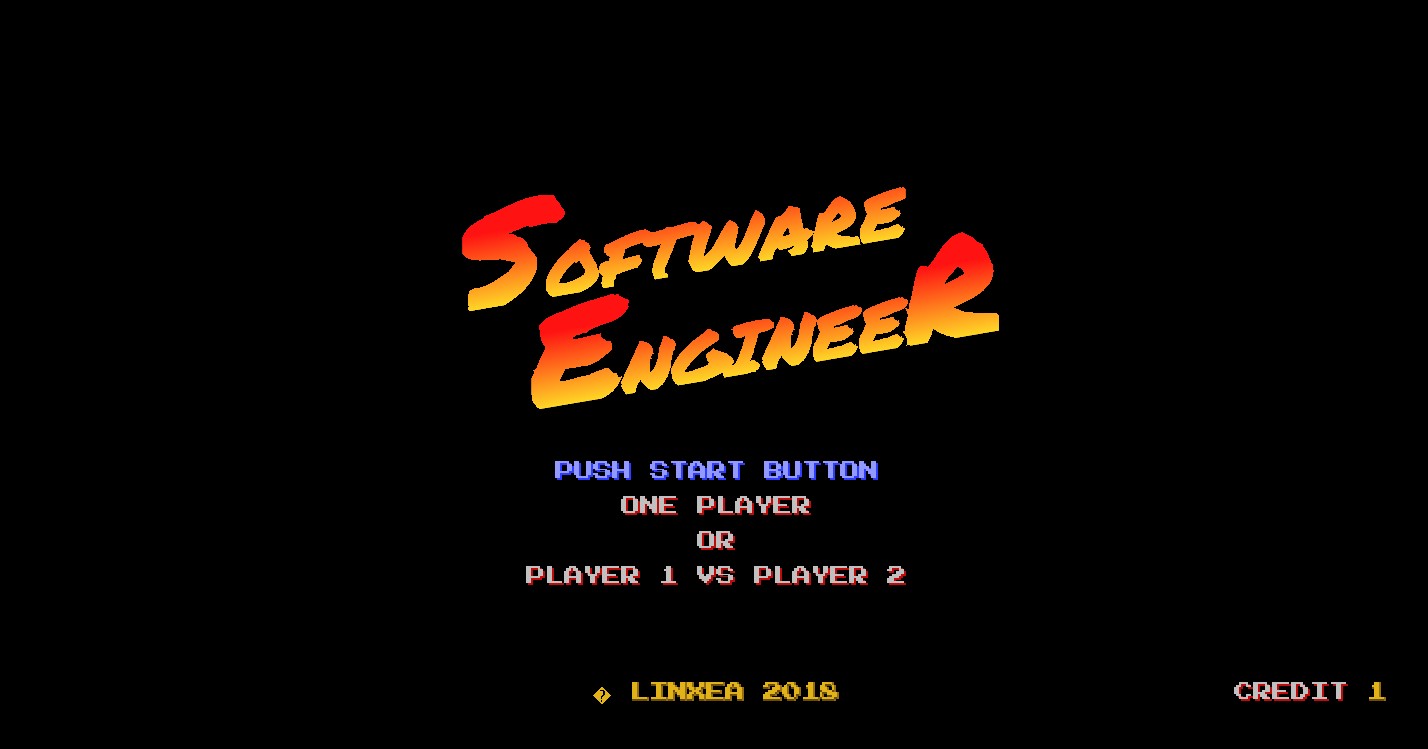 SOFTWARE
ENGINEER
PUSH START BUTTON
ONE PLAYER
OR
PLAYER 1 VS PLAYER 2
� LINXEA 2018
CREDIT 1